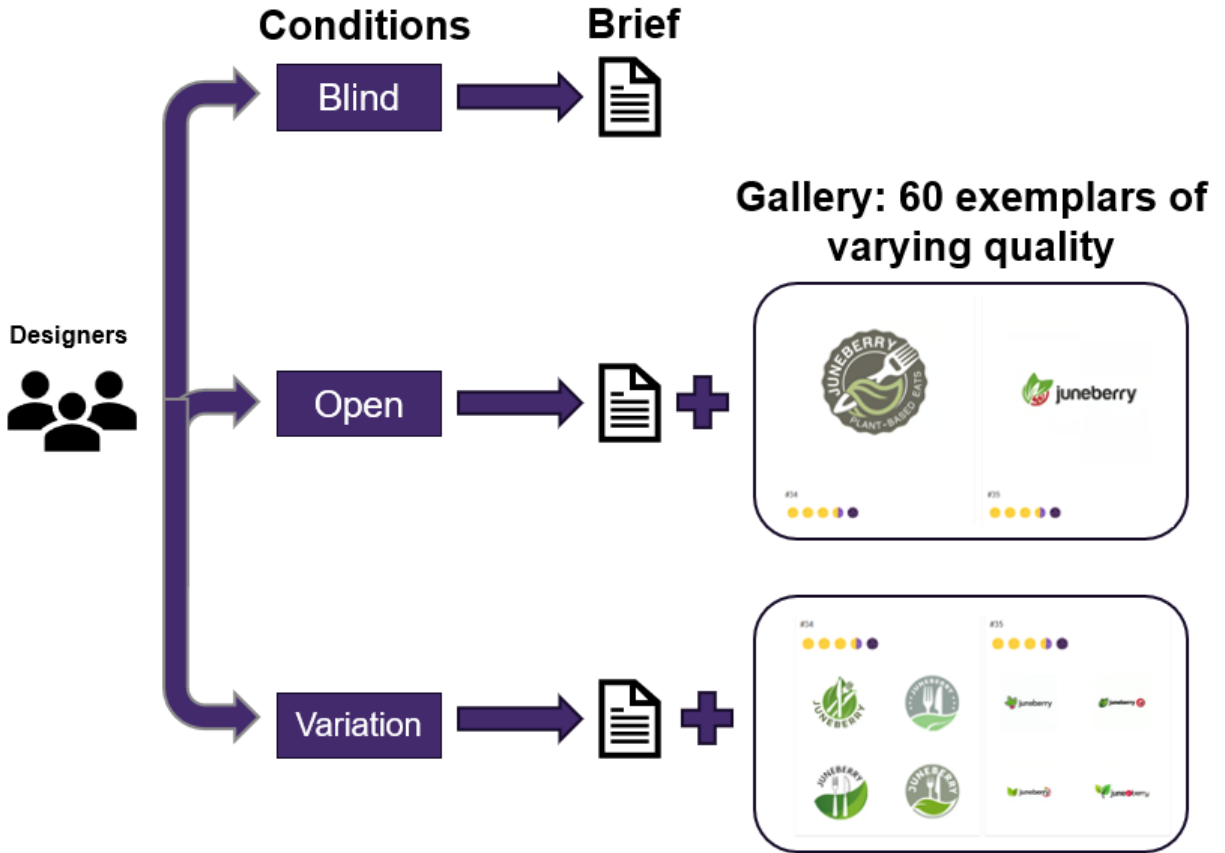 Conditions
Brief
Blind
Gallery: 60 exemplars of
varying quality
Designers
Open
JUNEBERRY
PLANT-BASED EATS
juneberry
#34
#35
Variation
#34
#35
JUNEBERRY
JUNEBERRY
juneberry
juneberry
JUNEBERRY
JUNEBERRY
juneberry
juneberry